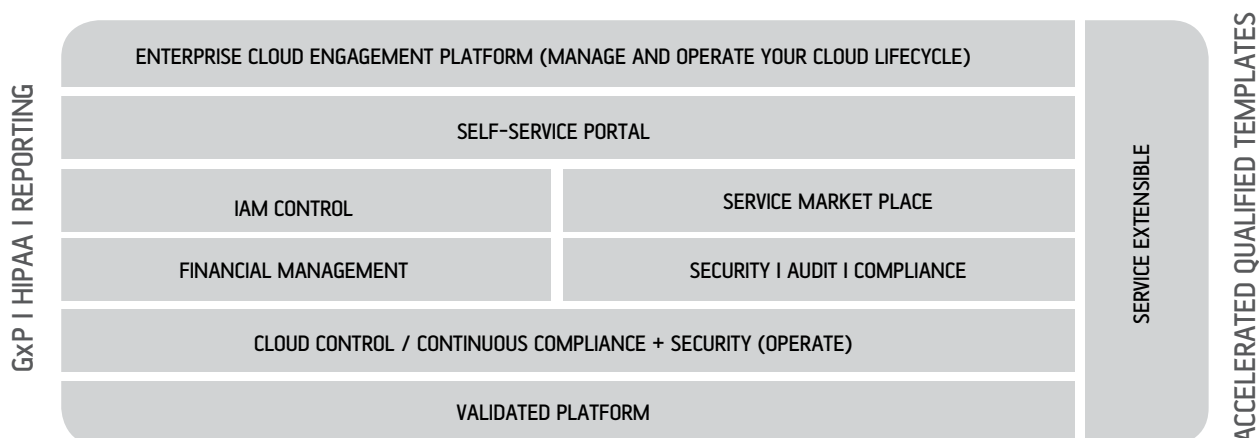 GxP I HIPAA I REPORTING
ENTERPRISE CLOUD ENGAGEMENT PLATFORM (MANAGE AND OPERATE YOUR CLOUD LIFECYCLE)
SELF-SERVICE PORTAL
IAM CONTROL
SERVICE MARKET PLACE
FINANCIAL MANAGEMENT
SECURITY I AUDIT I COMPLIANCE
CLOUD CONTROL / CONTINUOUS COMPLIANCE + SECURITY (OPERATE)
VALIDATED PLATFORM
SERVICE EXTENSIBLE
ACCELERATED QUALIFIED TEMPLATES